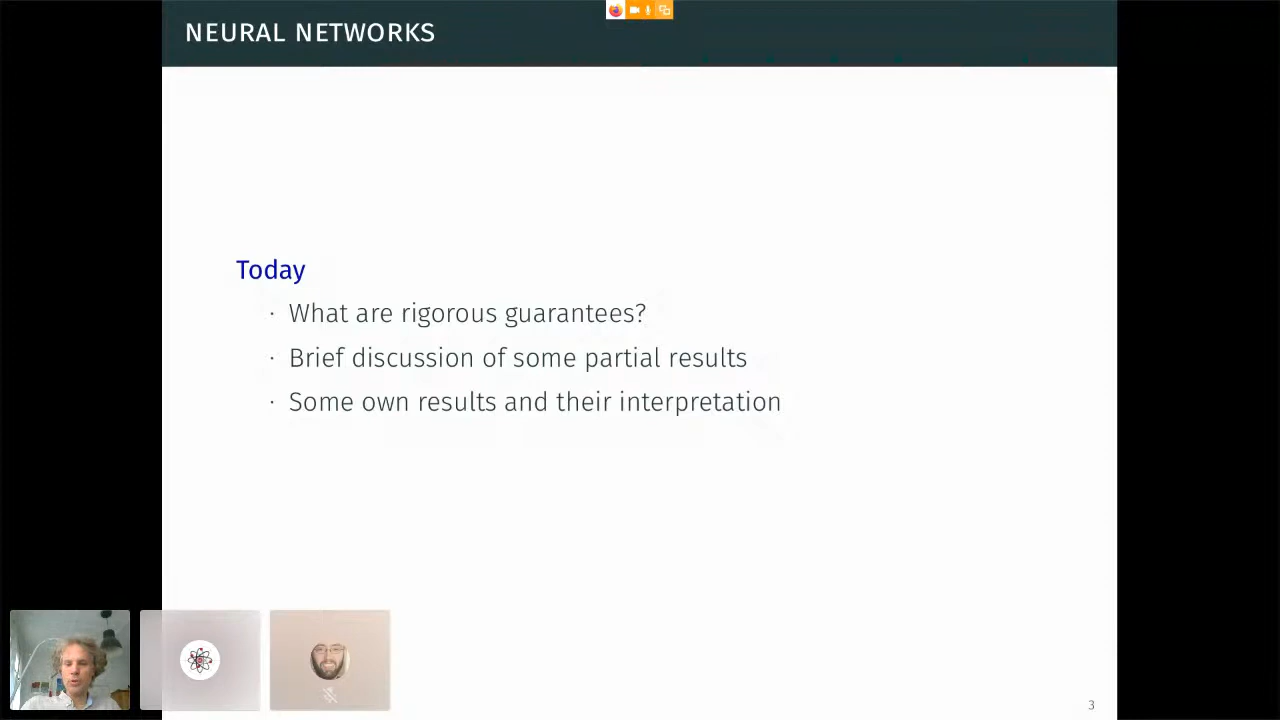 NEURAL NETWORKS
Today
· What are rigorous guarantees?
· Brief discussion of some partial results
· Some own results and their interpretation
3